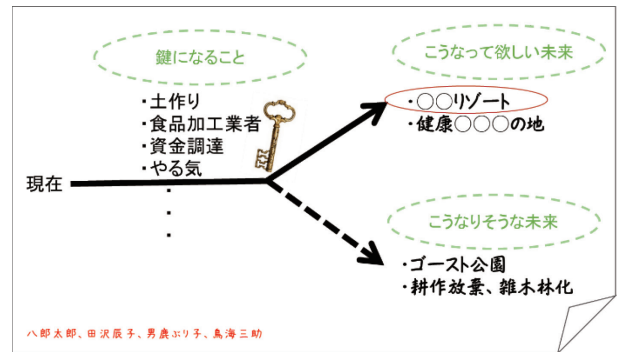 鍵になること
・土作り
・食品加工業者
・資金調達
・やる気
・
・
・
現在
こうなって欲しい未来
・○○リゾート
・健康○○○の地
こうなりそうな未来
・ゴースト公園
・耕作放棄、雑木林化
八郎太郎、田沢辰子、男鹿ぶり子、鳥海三助